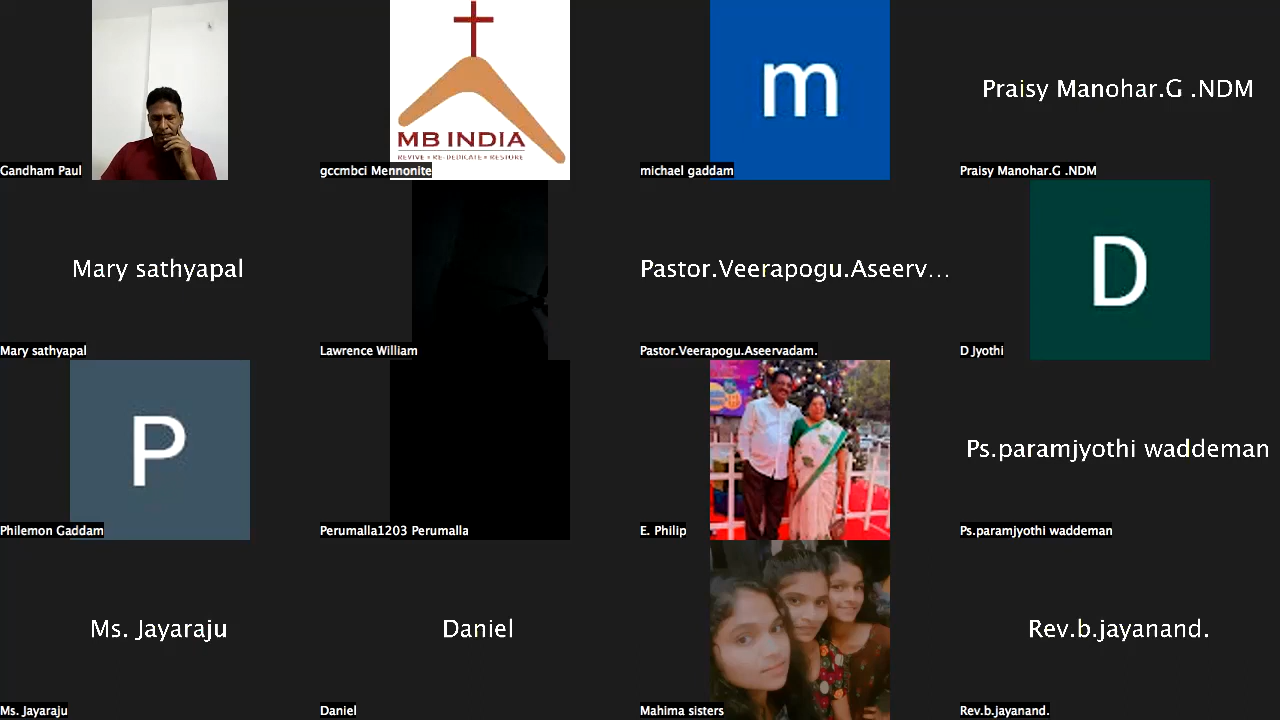 Gandham Paul
MB INDIA
REVIVE • RE-DEDICATE • RESTORE
gccmbci Mennonite
m
michael gaddam
Praisy Manohar.G .NDM
Praisy Manohar.G .NDM
Mary sathyapal
Mary sathyapal
Lawrence William
Pastor.Veerapogu.Aseerv...
Pastor.Veerapogu.Aseervadam.
D
D Jyothi
P
Philemon Gaddam
Perumalla1203 Perumalla
E. Philip
Ps.paramjyothi waddeman
Ps.paramjyothi waddeman
Ms. Jayaraju
Ms. Jayaraju
Daniel
Daniel
Mahima sisters
Rev.b.jayanand.
Rev.b.jayanand.